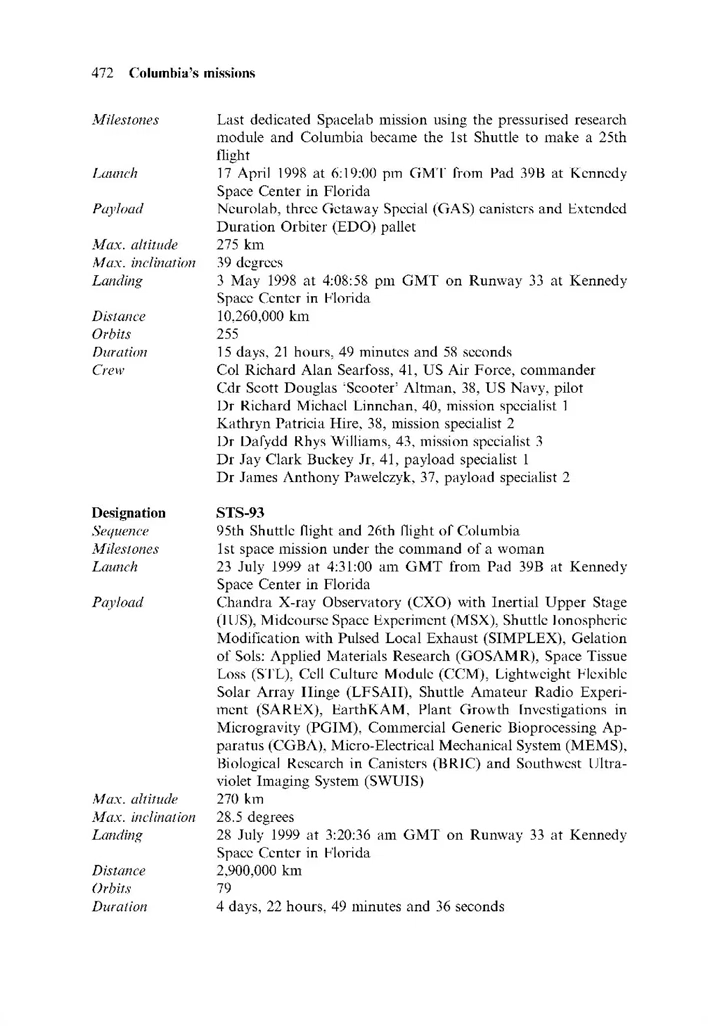 472 Columbia's missions
Milestones Last dedicated Spacelab mission using the pressurised research
module and Columbia became the 1st Shuttle to make a 25th
flight
Launch 17 April 1998 at 6:19:00 pm GMT from Pad 39B at Kennedy
Space Center in Florida
Payload Neurolab, three Getaway Special (GAS) canisters and Extended
Duration Orbiter (EDO) pallet
Max. altitude 275 km
Max. inclination 39 degrees
Landing 3 May 1998 at 4:08:58 pm GMT on Runway 33 at Kennedy
Space Center in Florida
Distance 10,260,000 km
Orbits 255
Duration 15 days, 21 hours, 49 minutes and 58 seconds
Crew Col Richard Alan Searfoss, 41, US Air Force, commander
Cdr Scott Douglas 'Scooter' Altman, 38, US Navy, pilot
Dr Richard Michael Linnehan, 40, mission specialist 1
Kathryn Patricia Hire, 38, mission specialist 2
Dr Dafydd Rhys Williams, 43, mission specialist 3
Dr Jay Clark Buckey Jr, 41, payload specialist 1
Dr James Anthony Pawelczyk, 37, payload specialist 2
Designation STS-93
Sequence 95th Shuttle flight and 26th flight of Columbia
Milestones 1st space mission under the command of a woman
Launch 23 July 1999 at 4:31:00 am GMT from Pad 39B at Kennedy
Space Center in Florida
Payload Chandra X-ray Observatory (CXO) with Inertial Upper Stage
(IUS), Midcourse Space Experiment (MSX), Shuttle Ionospheric
Modification with Pulsed Local Exhaust (SIMPLEX), Gelation
of Sols: Applied Materials Research (GOSAMR), Space Tissue
Loss (STL), Cell Culture Module (CCM), Lightweight Flexible
Solar Array Hinge (LFSAH), Shuttle Amateur Radio Experi-
ment (SAREX), EarthKAM, Plant Growth Investigations in
Microgravity (PGIM), Commercial Generic Bioprocessing Ap-
paratus (CGBA), Micro-Electrical Mechanical System (MEMS),
Biological Research in Canisters (BRIC) and Southwest Ultra-
violet Imaging System (SWUIS)
Max. altitude 270 km
Max. inclination 28.5 degrees
Landing 28 July 1999 at 3:20:36 am GMT on Runway 33 at Kennedy
Space Center in Florida
Distance 2,900,000 km
Orbits 79
Duration 4 days, 22 hours, 49 minutes and 36 seconds